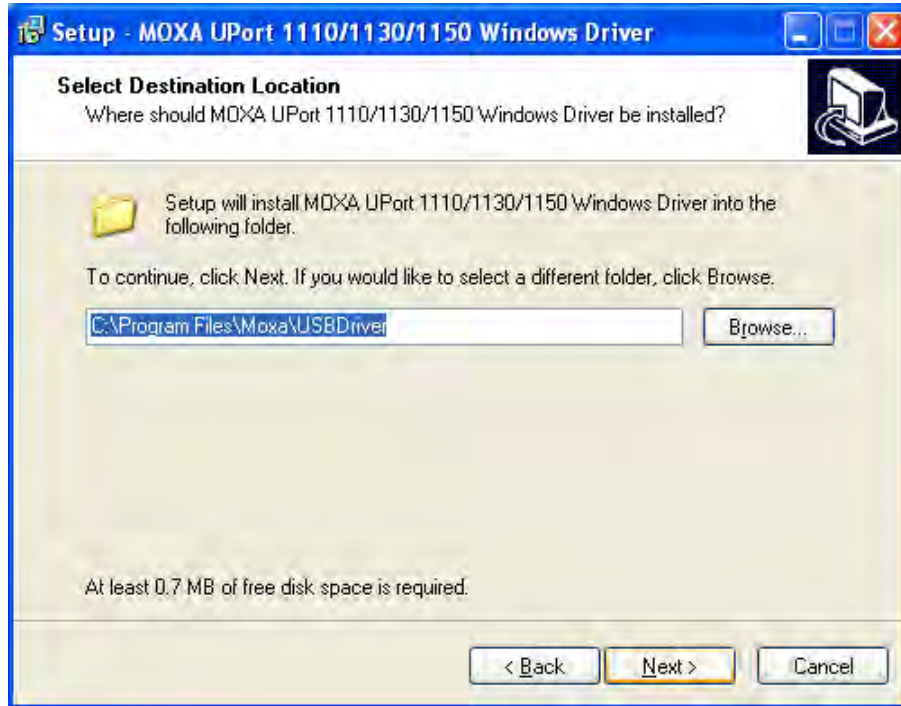 Setup - MOXA UPort 1110/1130/1150 Windows Driver
Select Destination Location
Where should MOXA UPort 1110/1130/1150 Windows Driver be installed?
Setup will install MOXA UPort 1110/1130/1150 Windows Driver into the
following folder.
To continue, click Next. If you would like to select a different folder, click Browse.
C:\Program Files\Moxa\USBDriver
Browse...
At least 0.7 MB of free disk space is required.
< Back
Next >
Cancel